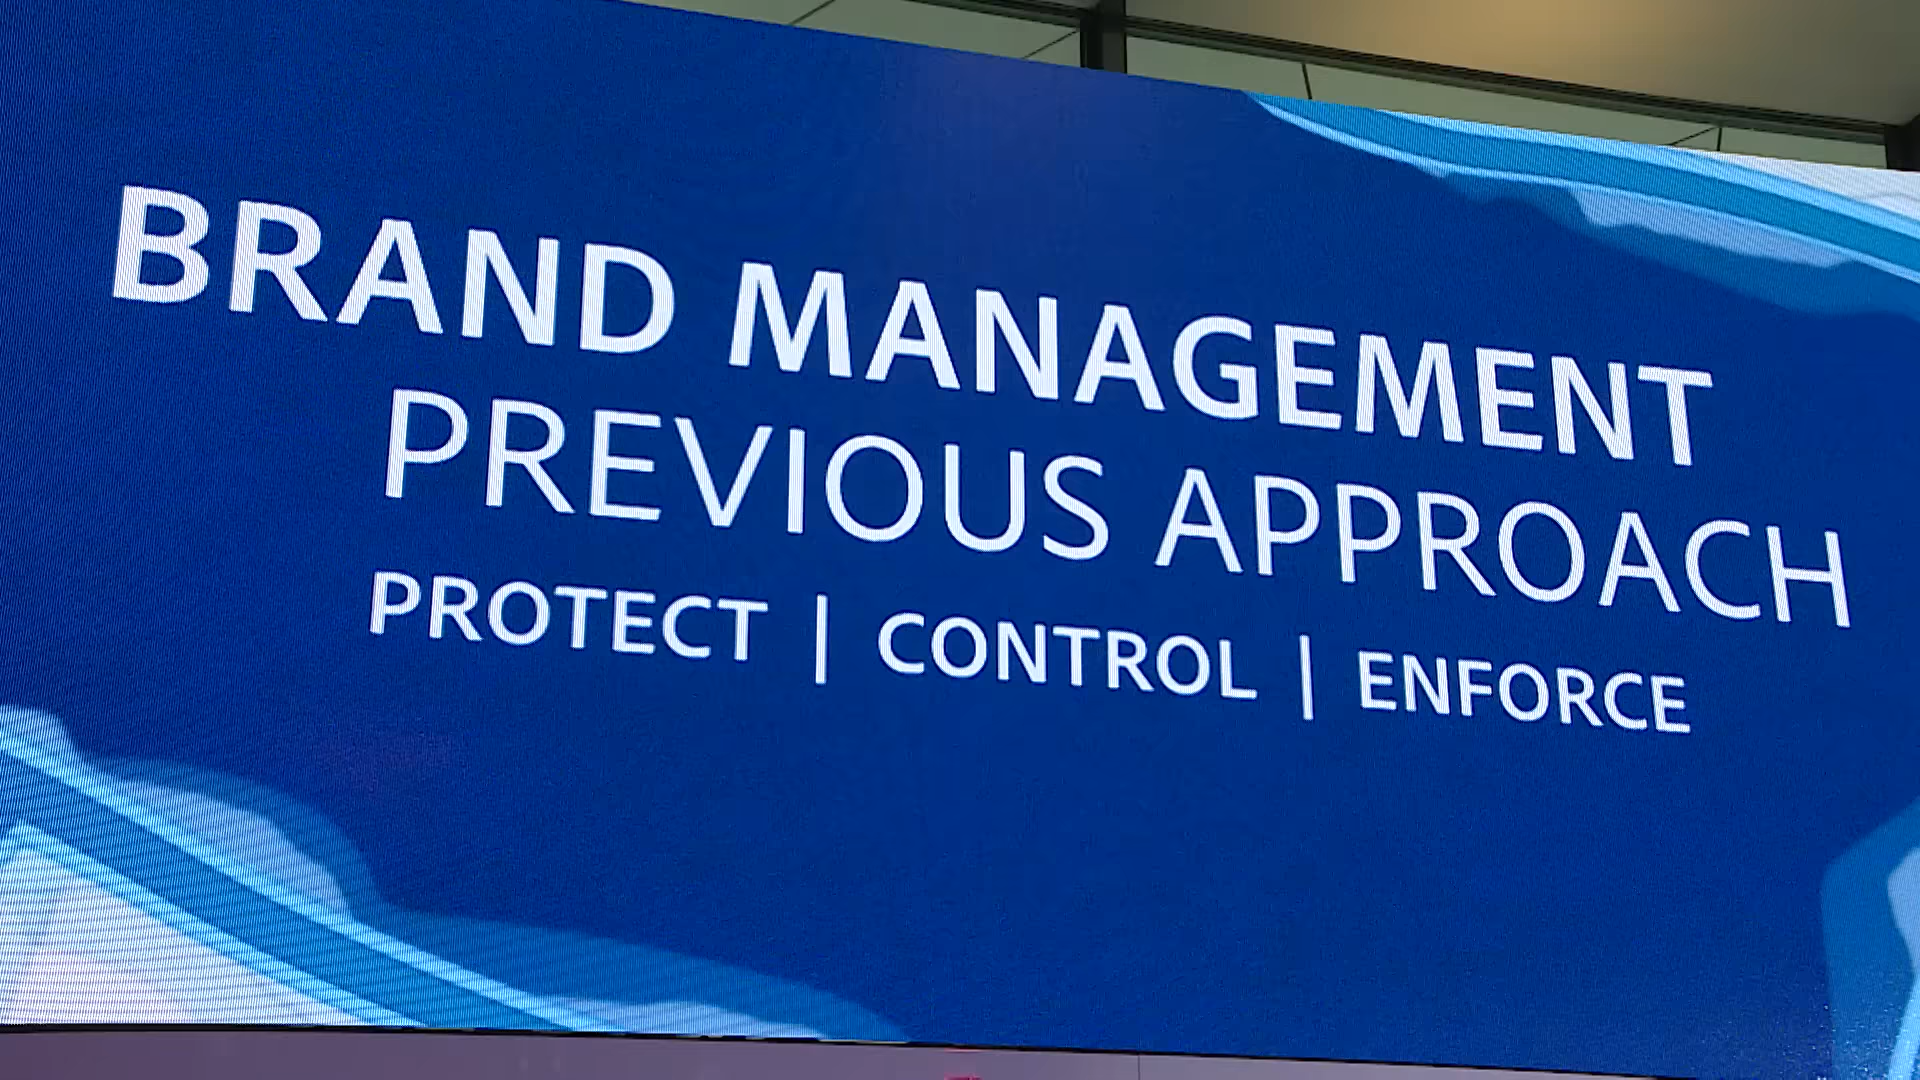 BRAND MANAGEMENT
PREVIOUS APPROACH
PROTECT | CONTROL | ENFORCE